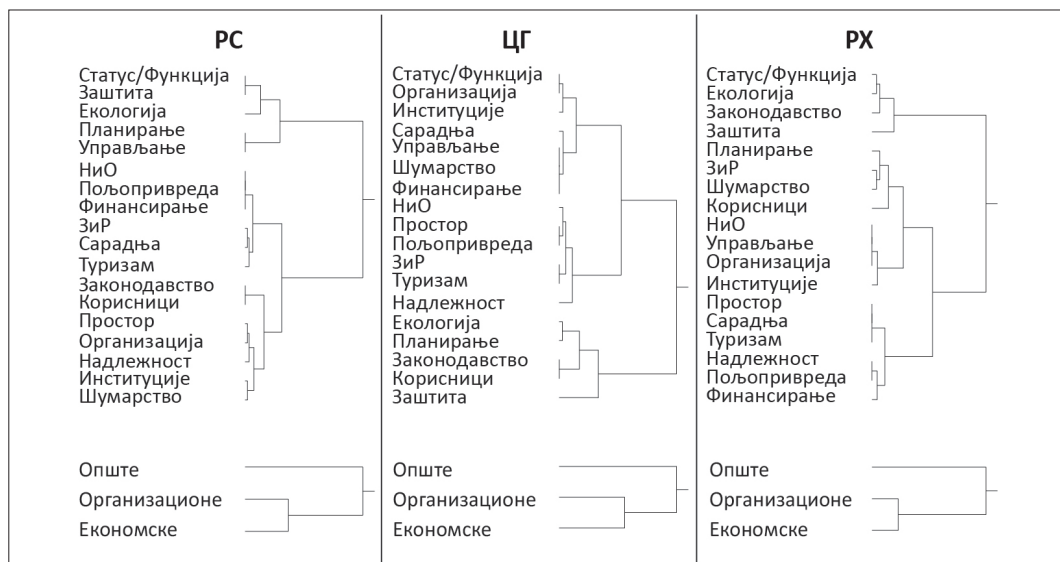 РС
Статус/Функција
Заштита
Екологија
Планирање
Управљање
НиО
Пољопривреда
Финансирање
ЗиР
Сарадња
Туризам
Законодавство
Корисници
Простор
Организација
Надлежност
Институције
Шумарство
Опште
Организационе
Економске
ЦГ
Статус/Функција
Организација
Институције
Сарадња
Управљање
Шумарство
Финансирање
НиО
Простор
Пољопривреда
ЗиР
Туризам
Надлежност
Екологија
Планирање
Законодавство
Корисници
Заштита
Опште
Организационе
Економске
РХ
Статус/Функција
Екологија
Законодавство
Заштита
Планирање
ЗиР
Шумарство
Корисници
НиО
Управљање
Организација
Институције
Простор
Сарадња
Туризам
Надлежност
Пољопривреда
Финансирање
Опште
Организационе
Економске